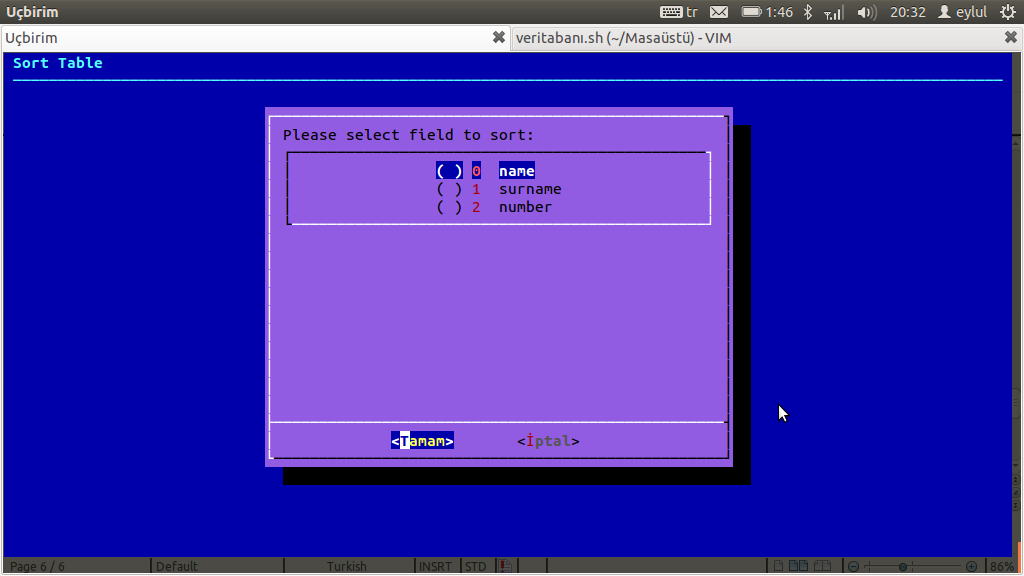 Uçbirim tr 1:46 20:32 eylul
Uçbirim veritabanı.sh (~/Masaüstü) - VIM
Sort Table
Please select field to sort:
( ) 0 name
( ) 1 surname
( ) 2 number
<Tamam> <İptal>
Page 6 / 6 Default Turkish INSRT STD 86%